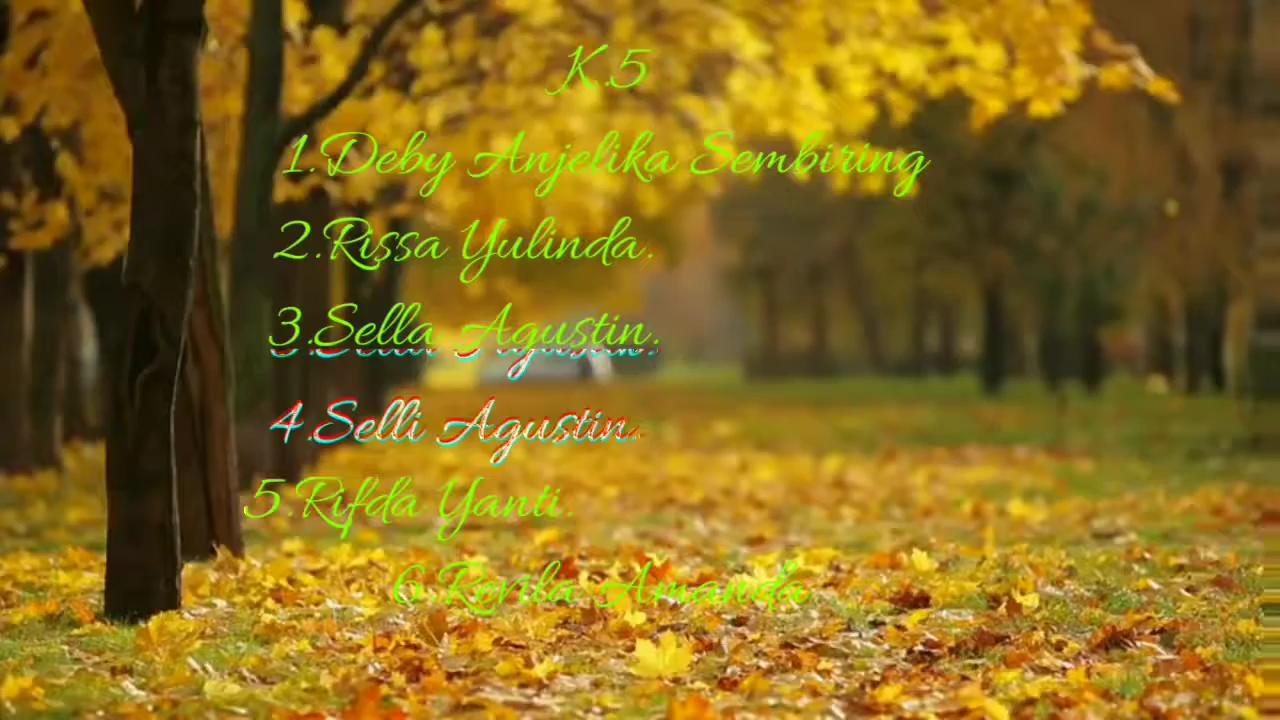 K.5
1.Deby Anjelika Sembiring
2.Rissa Yulinda.
3.Sella Agustin.
4.Selli Agustin.
5.Rifda Yanti.
6.Revila Amanda